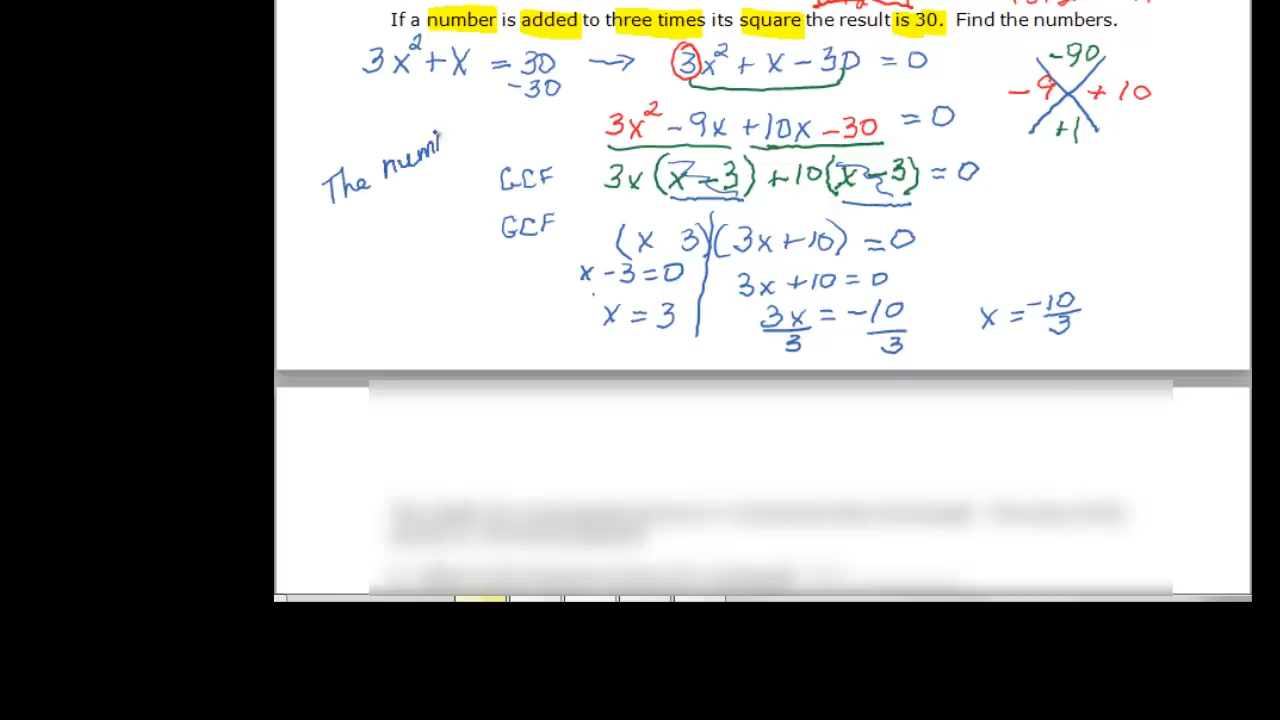 If a number is added to three times its square the result is 30. Find the numbers.
3x² + x = 30 → 3x² + x - 30 = 0
-30
-90
-9 +10
+1
3x² - 9x + 10x - 30 = 0
The num
GCF 3x(x - 3) + 10(x - 3) = 0
GCF
(x 3)(3x + 10) = 0
x - 3 = 0 3x + 10 = 0
x = 3 3x = -10 x = -10/3
3 3